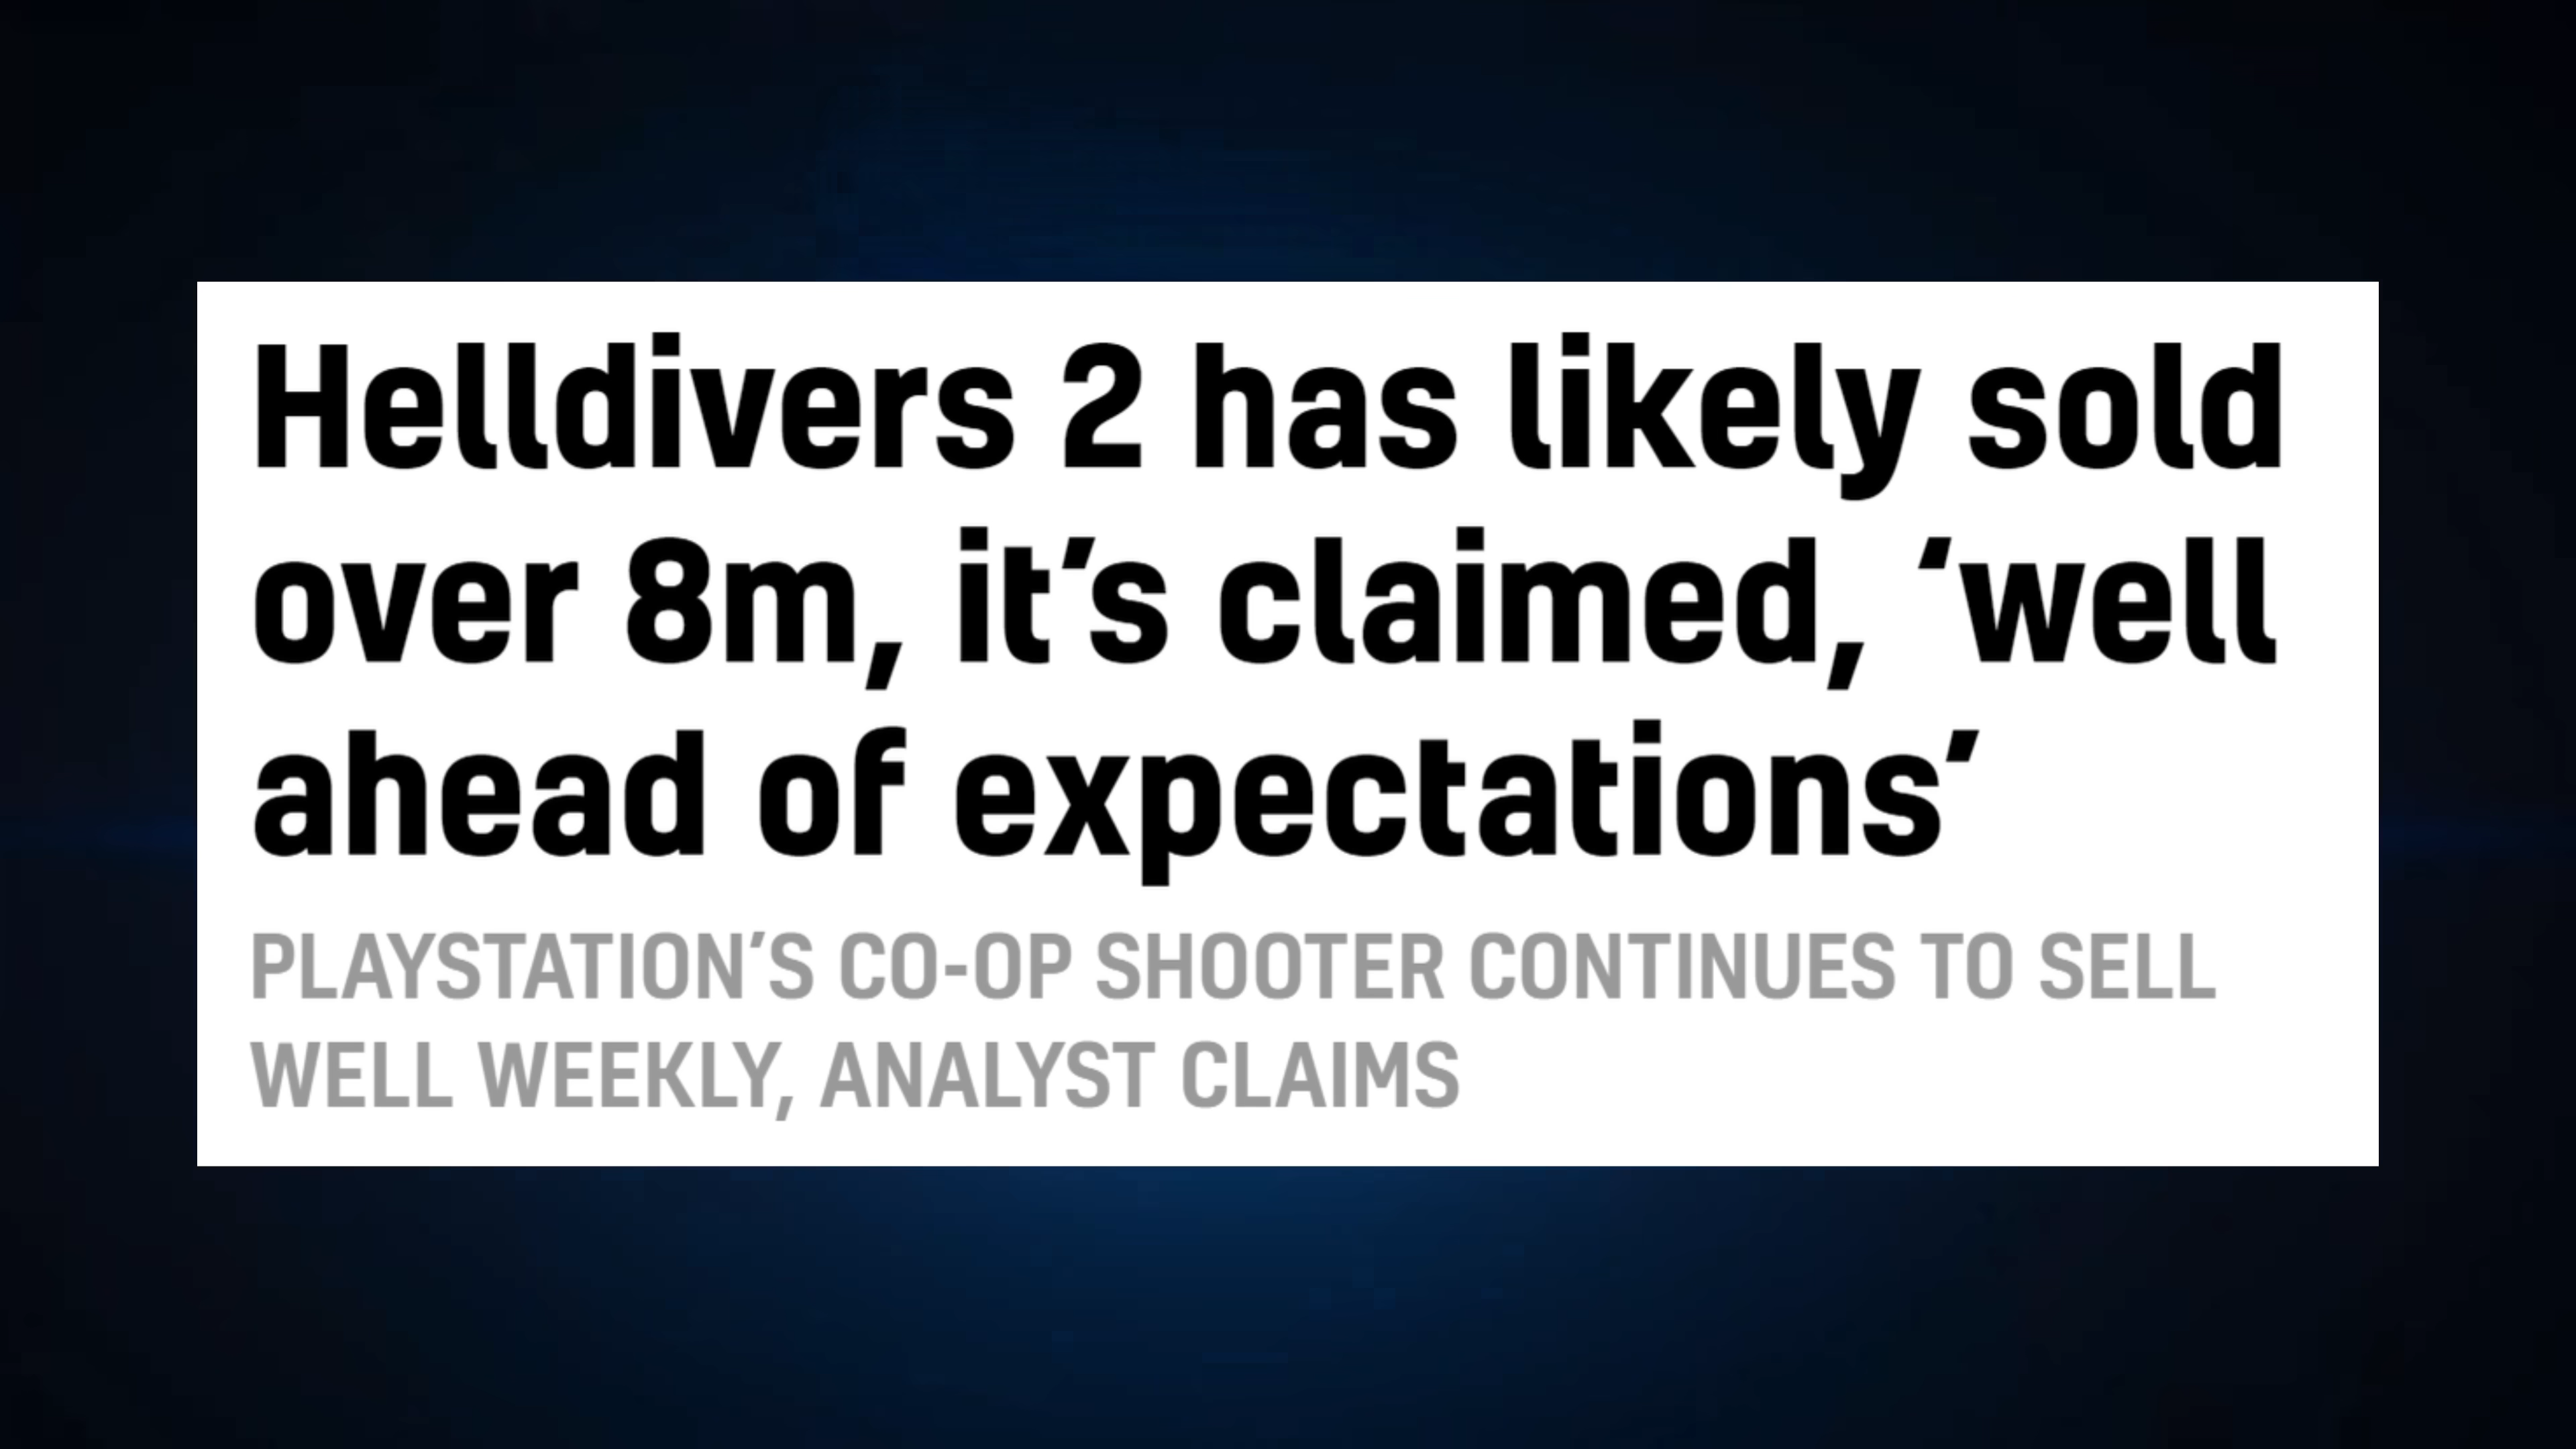 Helldivers 2 has likely sold
over 8m, it’s claimed, ‘well
ahead of expectations’
PLAYSTATION’S CO-OP SHOOTER CONTINUES TO SELL
WELL WEEKLY, ANALYST CLAIMS